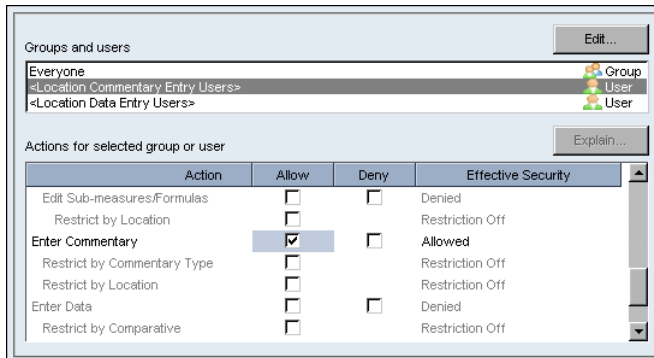 Edit...
Groups and users
Everyone Group
<Location Commentary Entry Users> User
<Location Data Entry Users> User
Explain...
Actions for selected group or user
Action Allow Deny Effective Security
Edit Sub-measures/Formulas Denied
Restrict by Location Restriction Off
Enter Commentary Allowed
Restrict by Commentary Type Restriction Off
Restrict by Location Restriction Off
Enter Data Denied
Restrict by Comparative Restriction Off